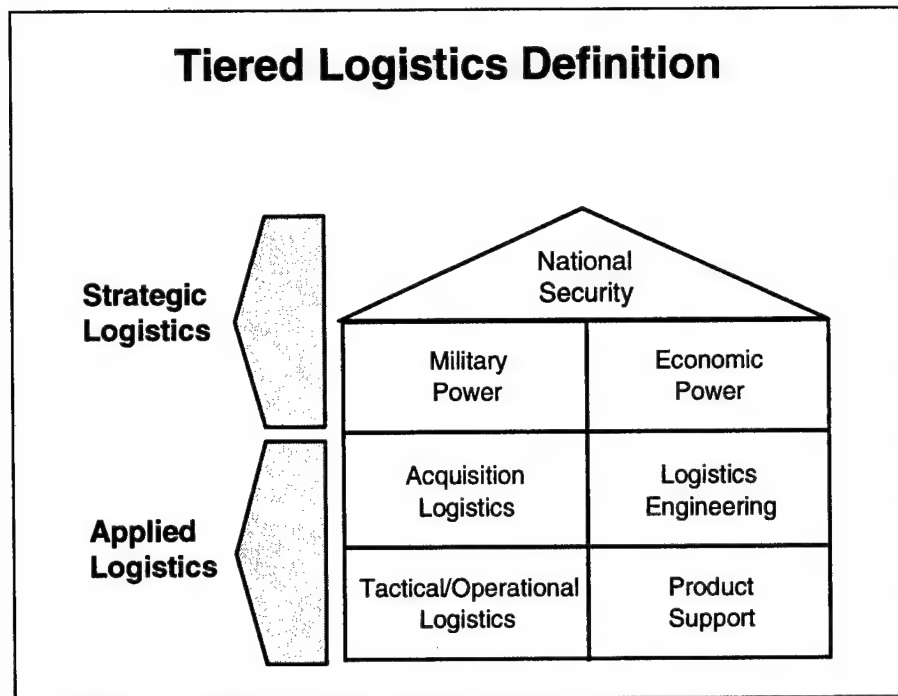 Tiered Logistics Definition
National
Security
Strategic
Logistics
Military
Power
Economic
Power
Applied
Logistics
Acquisition
Logistics
Logistics
Engineering
Tactical/Operational
Logistics
Product
Support